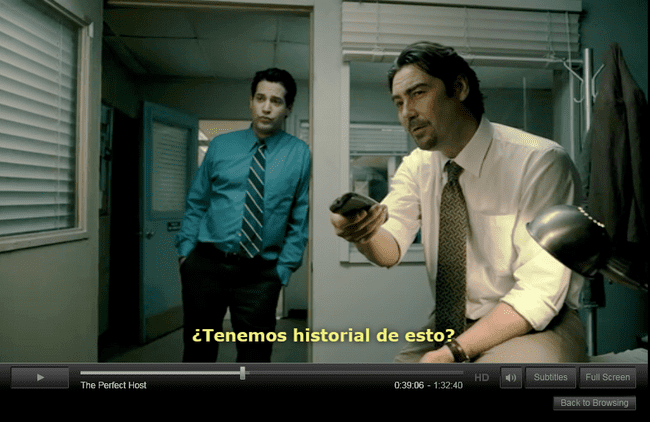 ¿Tenemos historial de esto?
The Perfect Host
0:39:06 - 1:32:40
HD
Subtitles
Full Screen
Back to Browsing